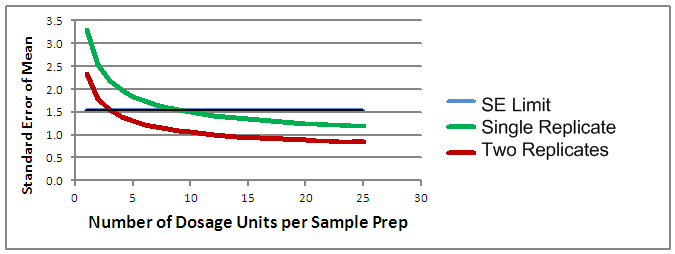 3.5
3.0
2.5
2.0
1.5
1.0
0.5
0.0
Standard Error of Mean
0 5 10 15 20 25 30
Number of Dosage Units per Sample Prep
SE Limit
Single Replicate
Two Replicates